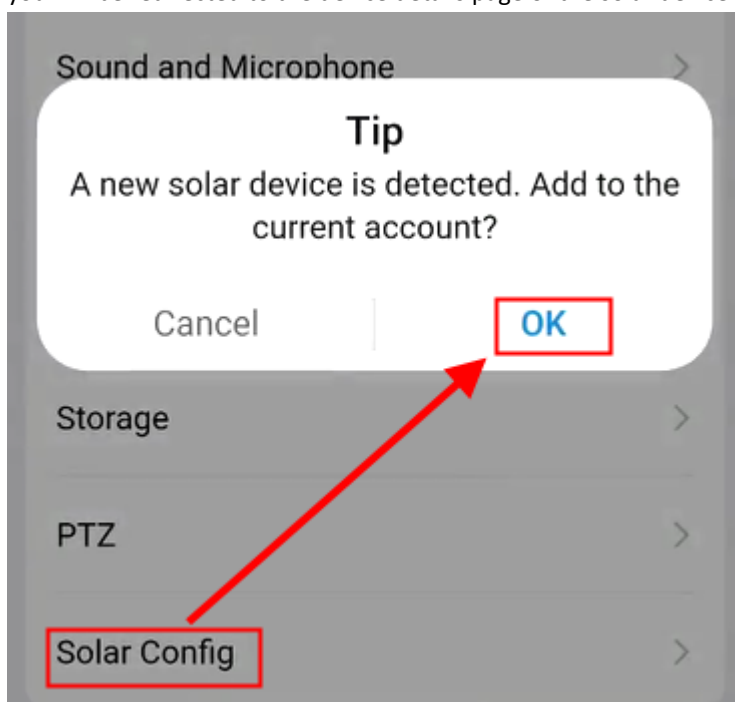 Sound and Microphone
Tip
A new solar device is detected. Add to the
current account?
Cancel
OK
Storage
PTZ
Solar Config